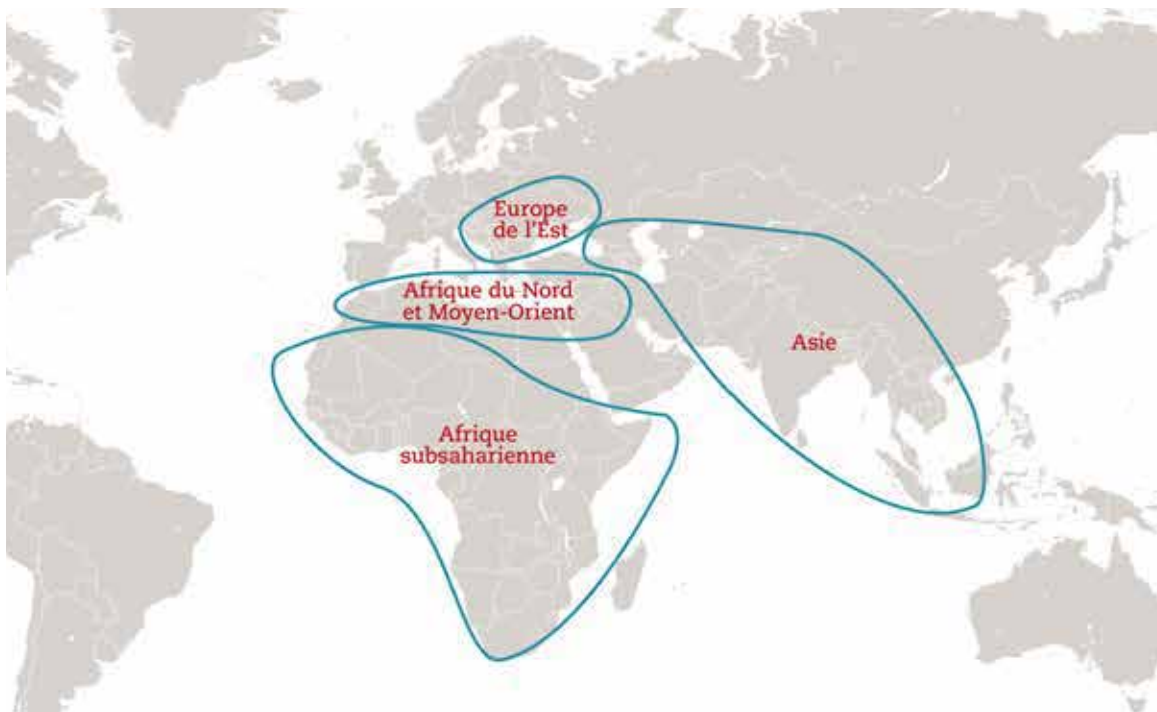 Europe
de l'Est
Afrique du Nord
et Moyen-Orient
Asie
Afrique
subsaharienne